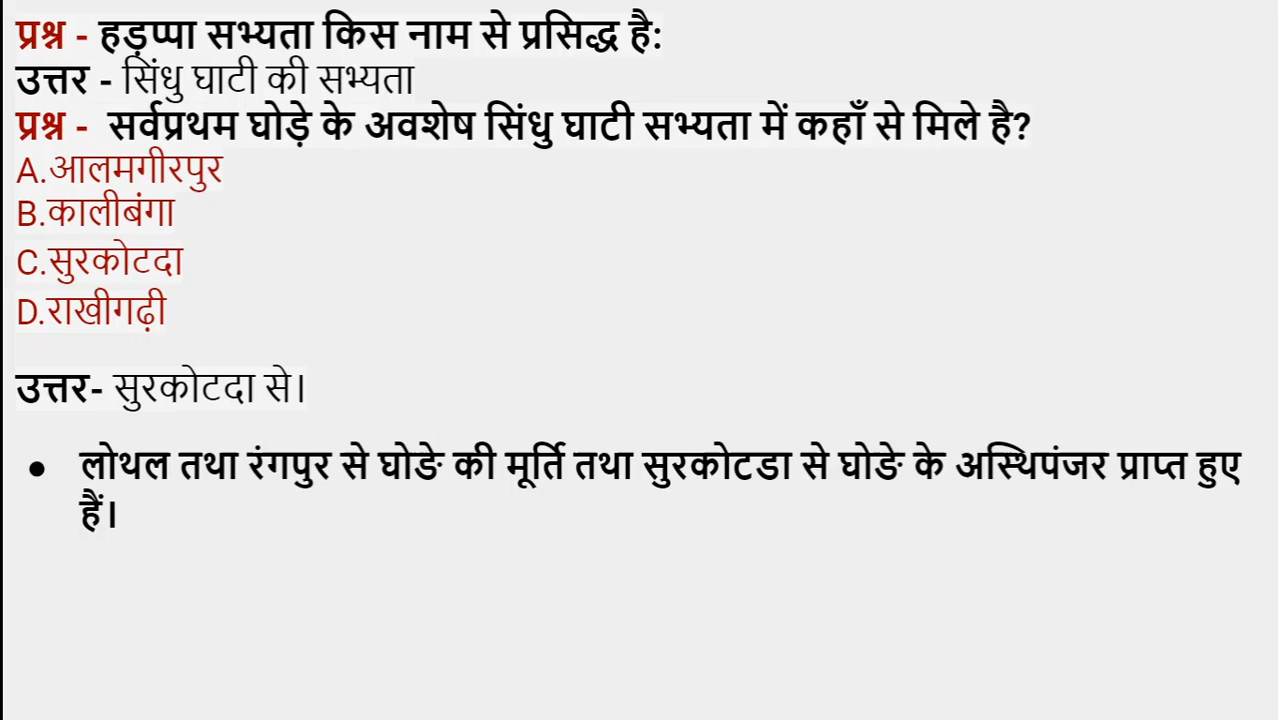 प्रश्न - हड़प्पा सभ्यता किस नाम से प्रसिद्ध है:
उत्तर - सिंधु घाटी की सभ्यता
प्रश्न - सर्वप्रथम घोड़े के अवशेष सिंधु घाटी सभ्यता में कहाँ से मिले है?
A.आलमगीरपुर
B.कालीबंगा
C.सुरकोटदा
D.राखीगढ़ी
उत्तर- सुरकोटदा से।
● लोथल तथा रंगपुर से घोङे की मूर्ति तथा सुरकोटडा से घोङे के अस्थिपंजर प्राप्त हुए
हैं।